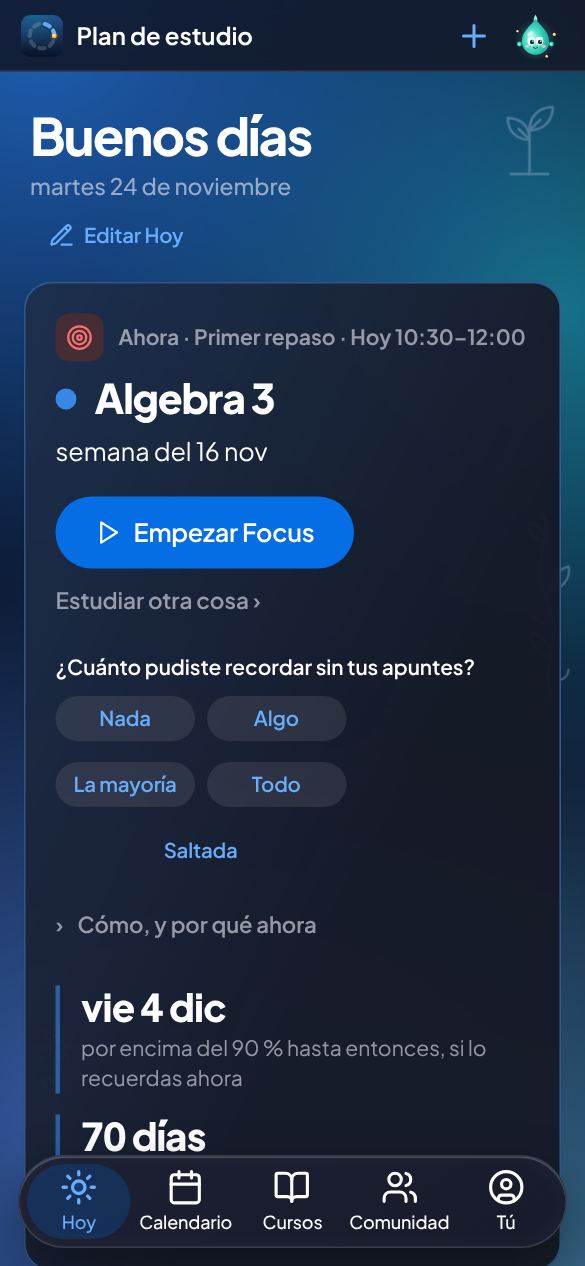 Plan de estudio
Buenos días
martes 24 de noviembre
Editar Hoy
Ahora · Primer repaso · Hoy 10:30–12:00
Algebra 3
semana del 16 nov
Empezar Focus
Estudiar otra cosa ›
¿Cuánto pudiste recordar sin tus apuntes?
Nada Algo
La mayoría Todo
Saltada
› Cómo, y por qué ahora
vie 4 dic
por encima del 90 % hasta entonces, si lo
recuerdas ahora
70 días
Hoy Calendario Cursos Comunidad Tú